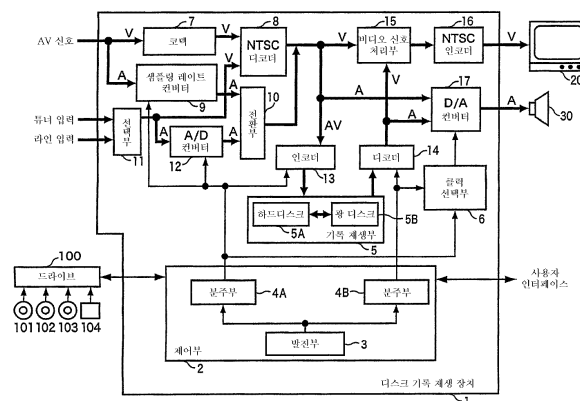 7 8 15 16
AV 신호 V 코덱 V NTSC 디코더 V 비디오 신호 처리부 NTSC 인코더 V
A 샘플링 레이트 컨버터 V A 10 V 17 20
9 전환부 A D/A 컨버터 A
튜너 입력 선택부 A A/D 컨버터 A AV A 30
라인 입력 11 12 인코더 디코더 14 클럭 선택부
13 6
하드디스크 광 디스크 5B
5A 기록 재생부 5
100
드라이브 분주부 4A 4B 분주부 사용자 인터페이스
101 102 103 104
발진부 3
제어부 2
디스크 기록 재생 장치
1